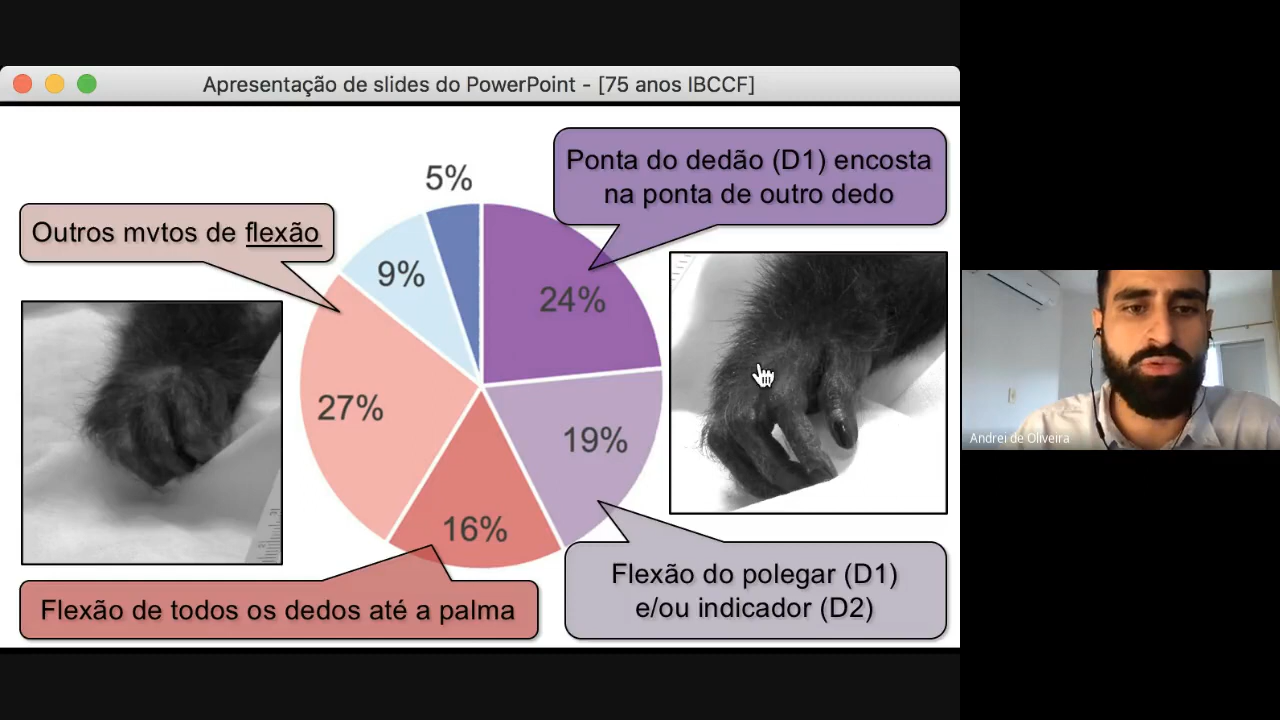 Apresentação de slides do PowerPoint - [75 anos IBCCF]
Ponta do dedão (D1) encosta
na ponta de outro dedo
5%
Outros mvtos de flexão
9%
24%
27%
19%
16%
Flexão do polegar (D1)
e/ou indicador (D2)
Flexão de todos os dedos até a palma
Andrei de Oliveira